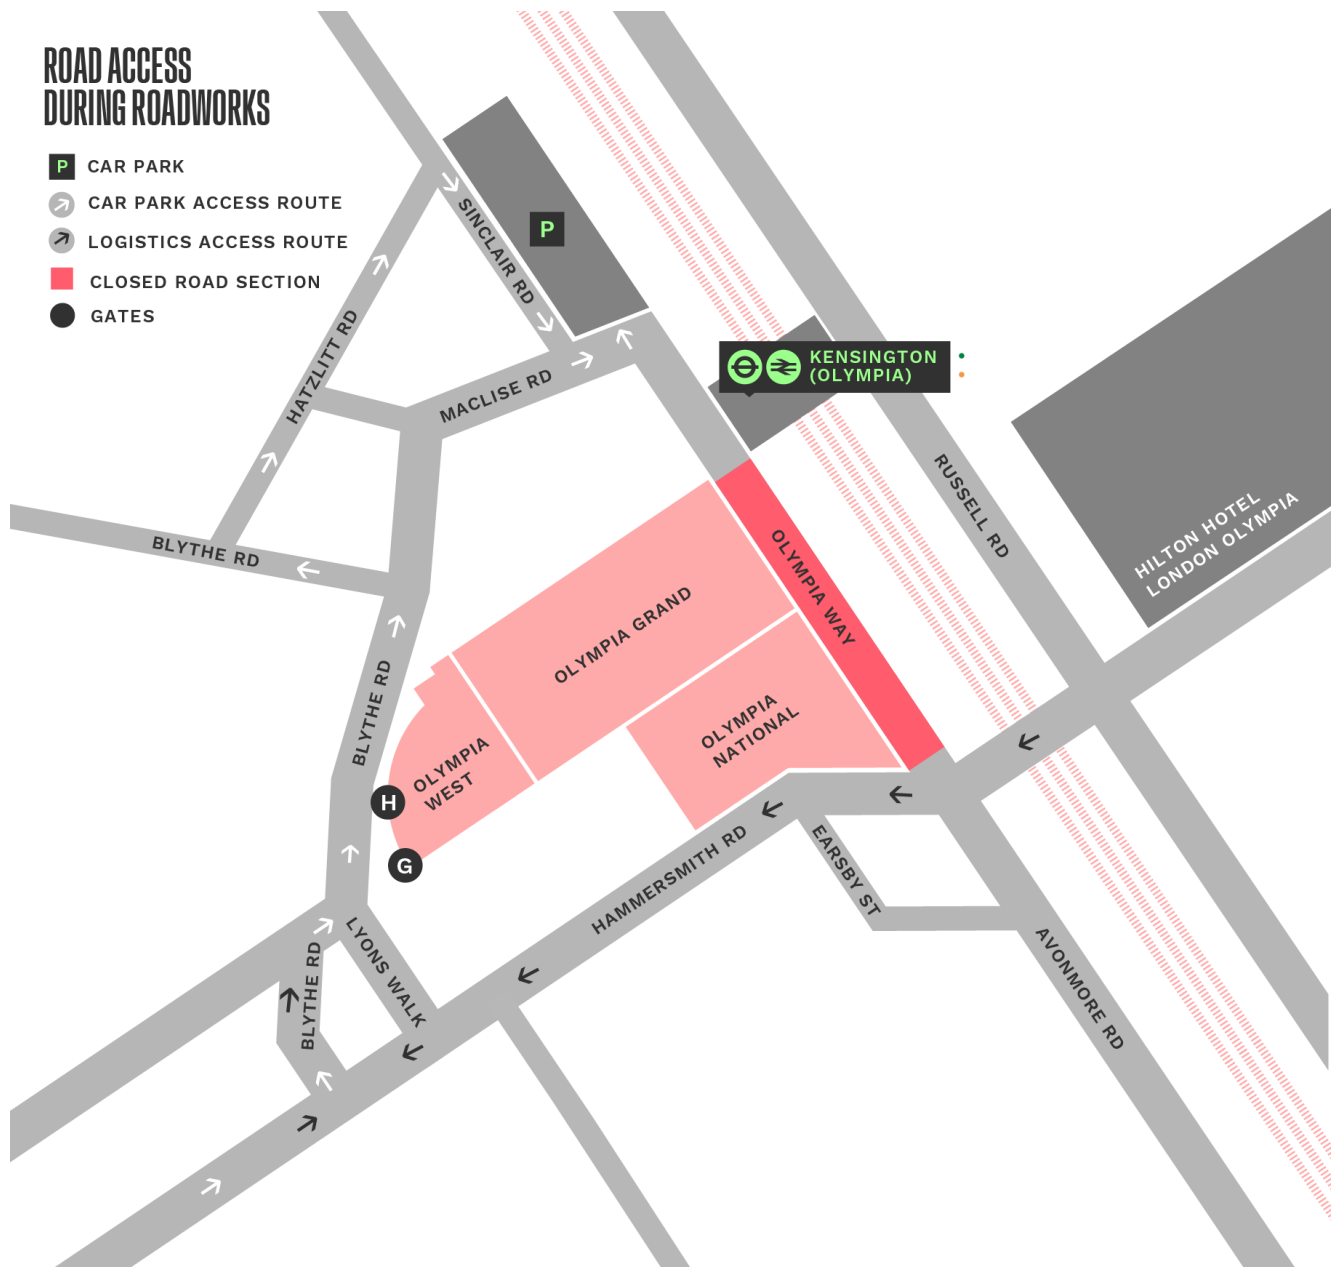 ROAD ACCESS
DURING ROADWORKS
P CAR PARK
CAR PARK ACCESS ROUTE
LOGISTICS ACCESS ROUTE
CLOSED ROAD SECTION
GATES
P
SINCLAIR RD
HATZLITT RD
MACLISE RD
KENSINGTON
(OLYMPIA)
RUSSELL RD
HILTON HOTEL
LONDON OLYMPIA
BLYTHE RD
OLYMPIA WAY
OLYMPIA GRAND
BLYTHE RD
OLYMPIA
NATIONAL
OLYMPIA
WEST
H
G
HAMMERSMITH RD
EARSBY ST
LYONS WALK
BLYTHE RD
AVONMORE RD